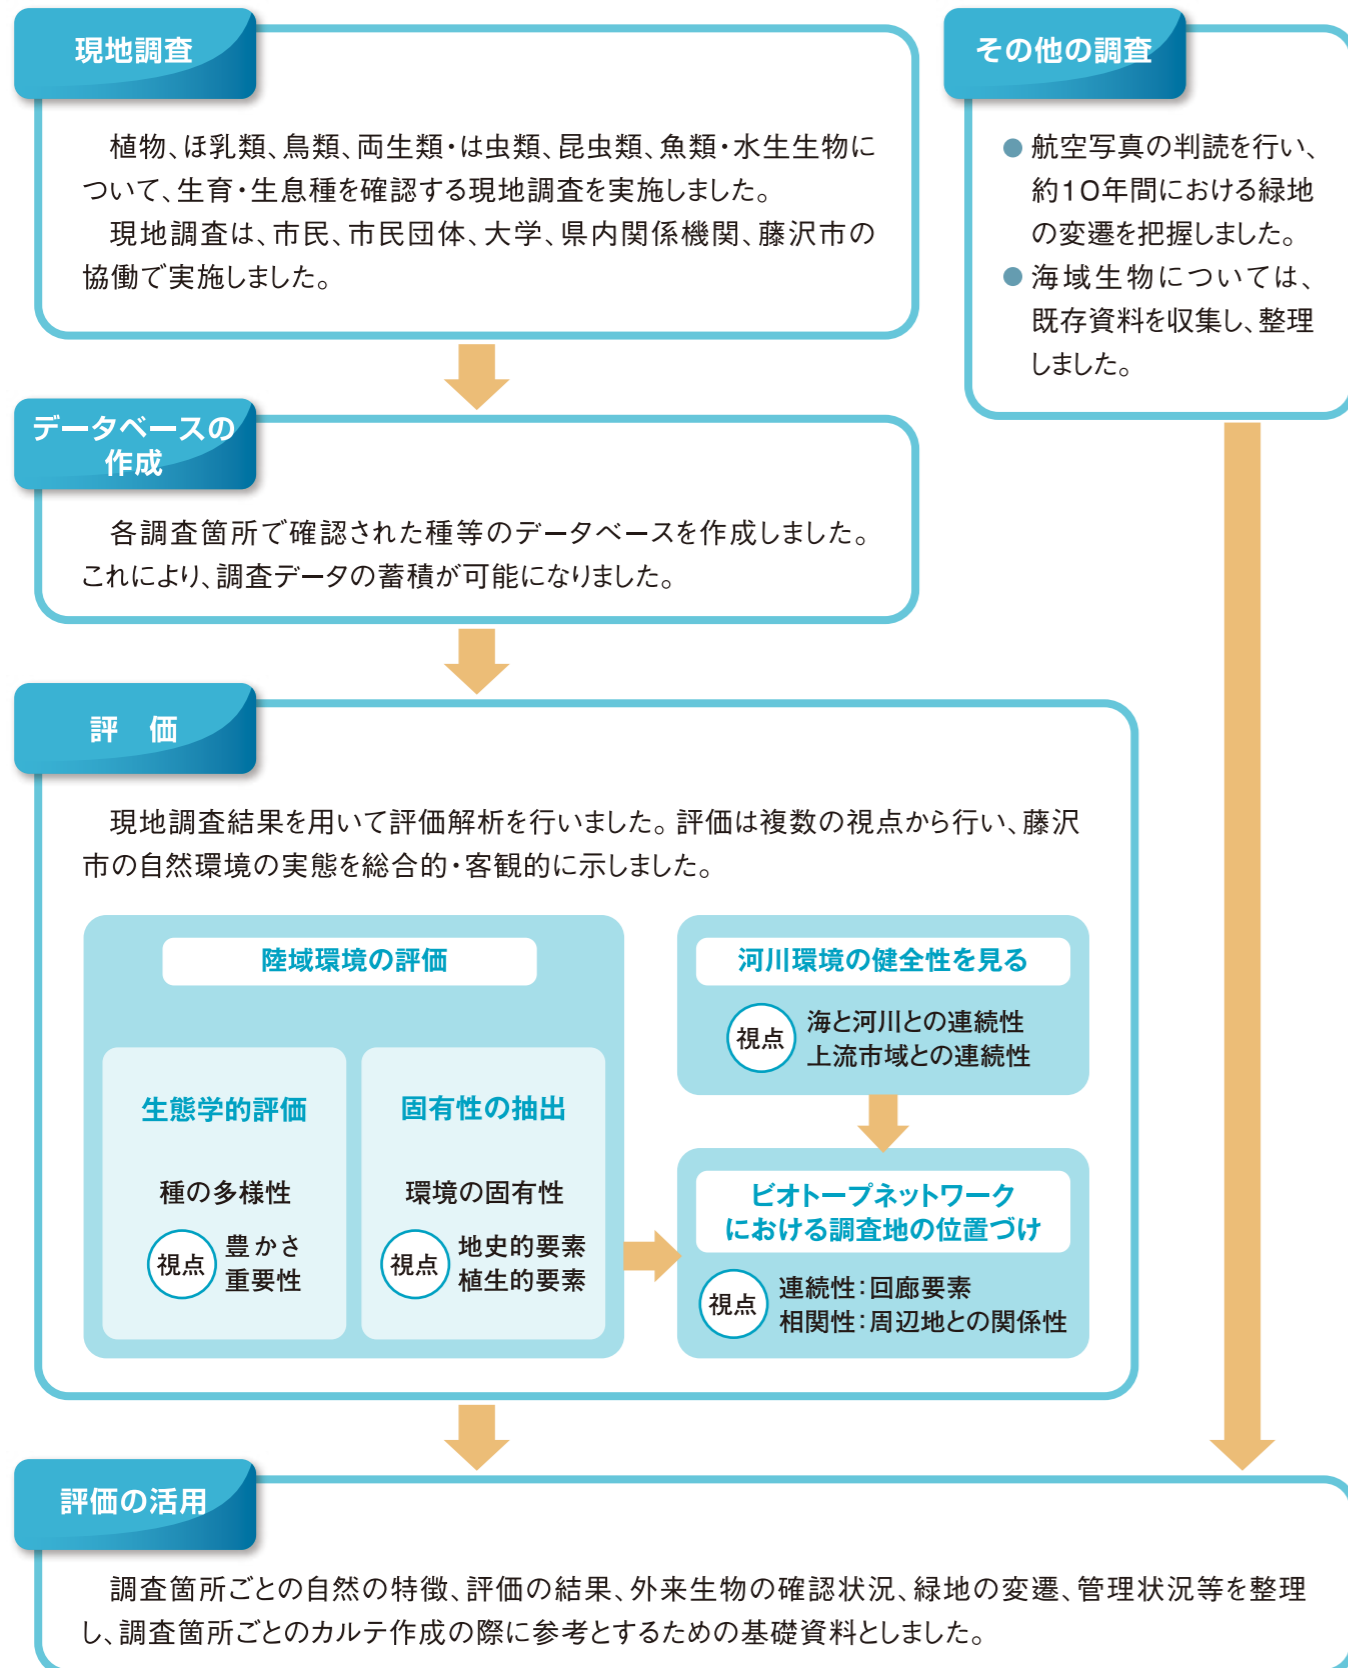 現地調査
植物、ほ乳類、鳥類、両生類・は虫類、昆虫類、魚類・水生生物に
ついて、生育・生息種を確認する現地調査を実施しました。
現地調査は、市民、市民団体、大学、県内関係機関、藤沢市の
協働で実施しました。
その他の調査
● 航空写真の判読を行い、
約10年間における緑地
の変遷を把握しました。
● 海域生物については、
既存資料を収集し、整理
しました。
データベースの
作成
各調査箇所で確認された種等のデータベースを作成しました。
これにより、調査データの蓄積が可能になりました。
評　価
現地調査結果を用いて評価解析を行いました。評価は複数の視点から行い、藤沢
市の自然環境の実態を総合的・客観的に示しました。
陸域環境の評価
生態学的評価
種の多様性
視点
豊かさ
重要性
固有性の抽出
環境の固有性
視点
地史的要素
植生的要素
河川環境の健全性を見る
視点
海と河川との連続性
上流市域との連続性
ビオトープネットワーク
における調査地の位置づけ
視点
連続性：回廊要素
相関性：周辺地との関係性
評価の活用
調査箇所ごとの自然の特徴、評価の結果、外来生物の確認状況、緑地の変遷、管理状況等を整理
し、調査箇所ごとのカルテ作成の際に参考とするための基礎資料としました。